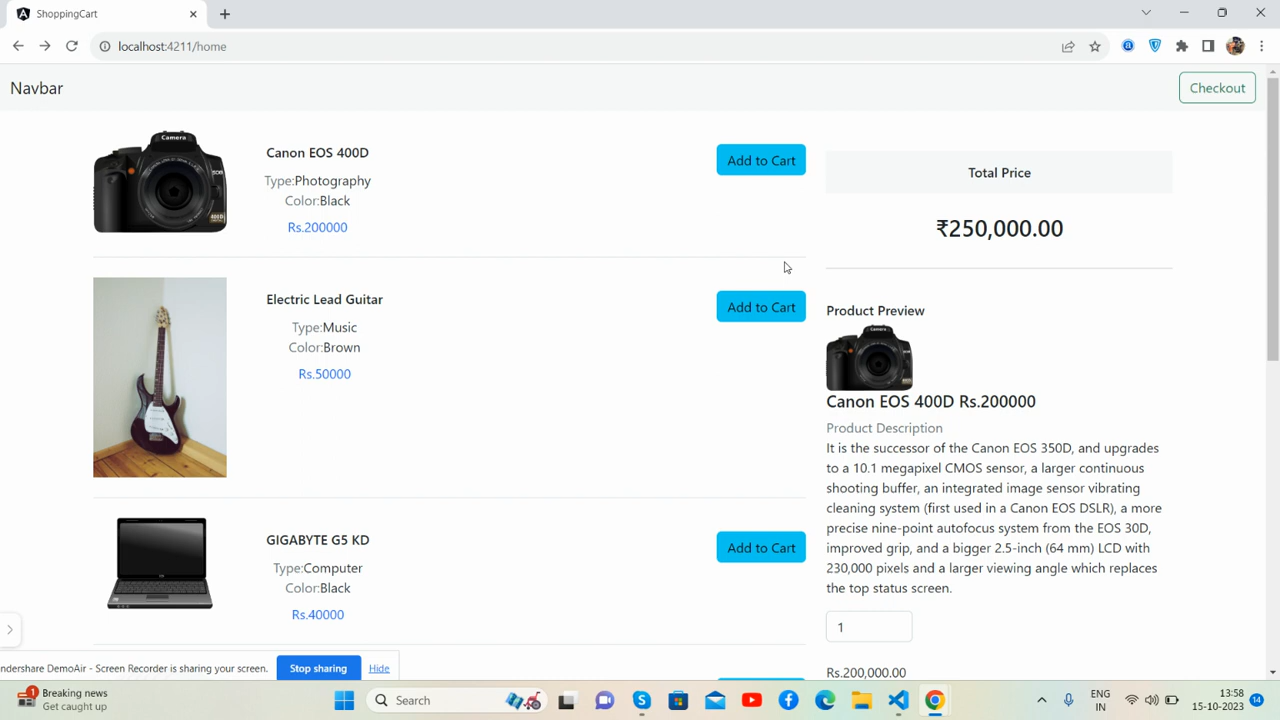 ShoppingCart
localhost:4211/home
Navbar
Checkout
Camera
EOS
400D
Canon EOS 400D
Type:Photography
Color:Black
Rs.200000
Add to Cart
Electric Lead Guitar
Type:Music
Color:Brown
Rs.50000
Add to Cart
GIGABYTE G5 KD
Type:Computer
Color:Black
Rs.40000
Add to Cart
Total Price
₹250,000.00
Product Preview
Camera
Canon EOS 400D Rs.200000
Product Description
It is the successor of the Canon EOS 350D, and upgrades
to a 10.1 megapixel CMOS sensor, a larger continuous
shooting buffer, an integrated image sensor vibrating
cleaning system (first used in a Canon EOS DSLR), a more
precise nine-point autofocus system from the EOS 30D,
improved grip, and a bigger 2.5-inch (64 mm) LCD with
230,000 pixels and a larger viewing angle which replaces
the top status screen.
1
Rs.200,000.00
ndershare DemoAir - Screen Recorder is sharing your screen.
Stop sharing
Hide
1
Breaking news
Get caught up
Search
ENG
IN
13:58
15-10-2023
14